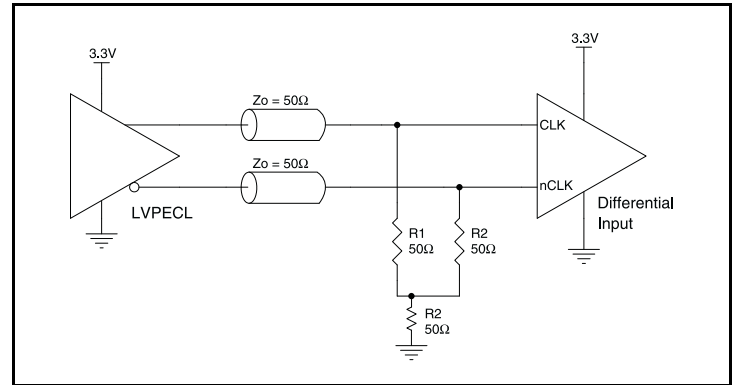 3.3V
3.3V
Zo = 50Ω
CLK
Zo = 50Ω
nCLK
LVPECL
Differential
Input
R1
50Ω
R2
50Ω
R2
50Ω